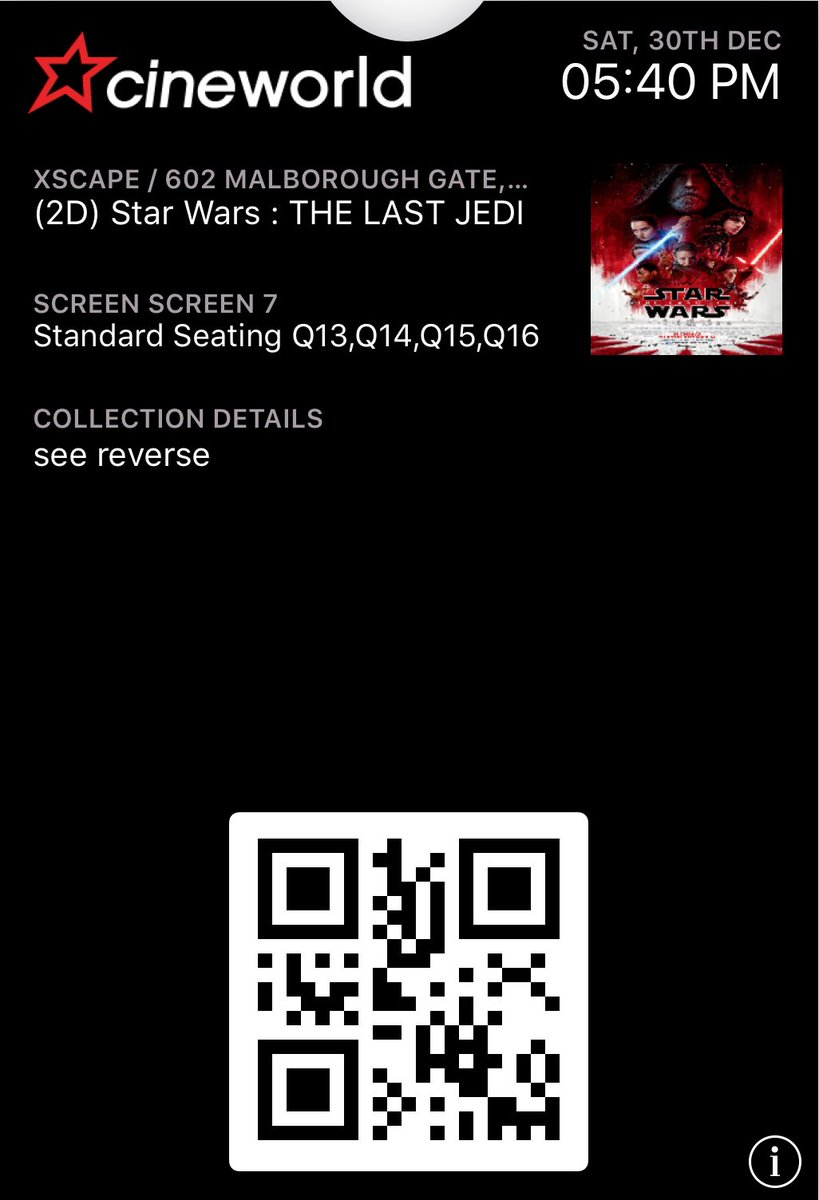 cineworld
SAT, 30TH DEC
05:40 PM
XSCAPE / 602 MALBOROUGH GATE,...
(2D) Star Wars : THE LAST JEDI
STAR
WARS
SCREEN SCREEN 7
Standard Seating Q13,Q14,Q15,Q16
COLLECTION DETAILS
see reverse
i